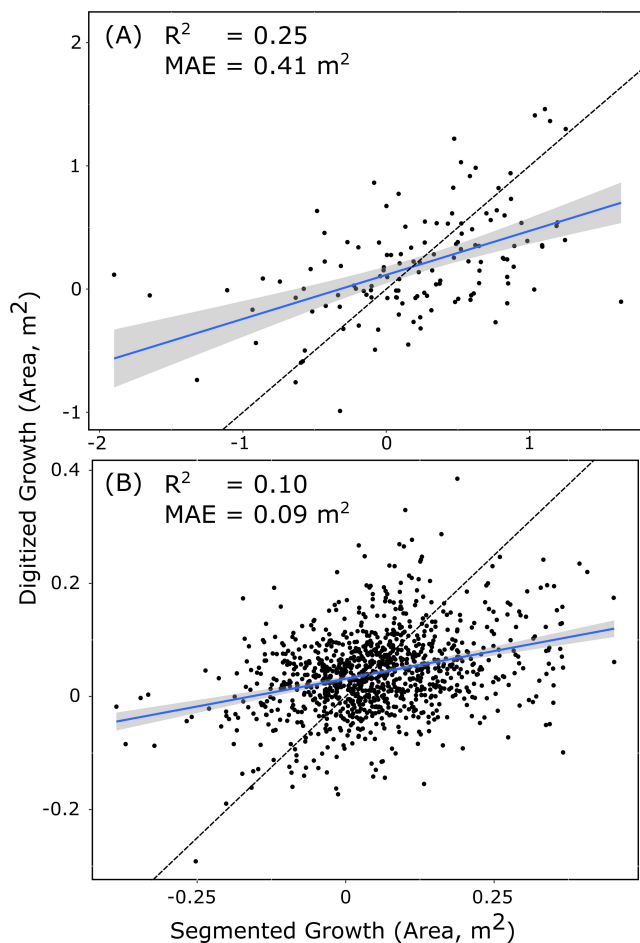 (A) R² = 0.25
MAE = 0.41 m²
2
1
0
-1
-2 -1 0 1
Digitized Growth (Area, m²)
(B) R² = 0.10
MAE = 0.09 m²
0.4
0.2
0
-0.2
-0.25 0 0.25
Segmented Growth (Area, m²)